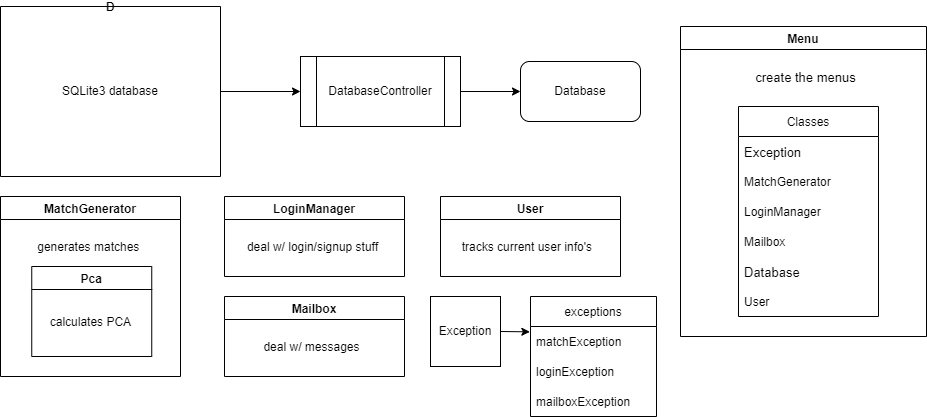 D
SQLite3 database
DatabaseController
Database
Menu
create the menus
Classes
Exception
MatchGenerator
LoginManager
Mailbox
Database
User
MatchGenerator
generates matches
Pca
calculates PCA
LoginManager
deal w/ login/signup stuff
User
tracks current user info's
Mailbox
deal w/ messages
Exception
exceptions
matchException
loginException
mailboxException